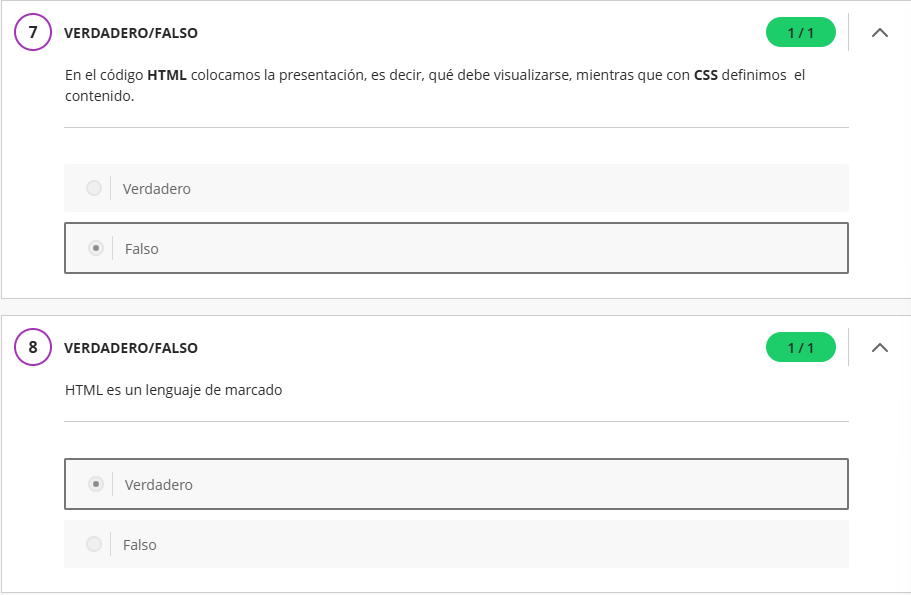 7 VERDADERO/FALSO 1 / 1
En el código HTML colocamos la presentación, es decir, qué debe visualizarse, mientras que con CSS definimos el
contenido.
Verdadero
Falso
8 VERDADERO/FALSO 1 / 1
HTML es un lenguaje de marcado
Verdadero
Falso